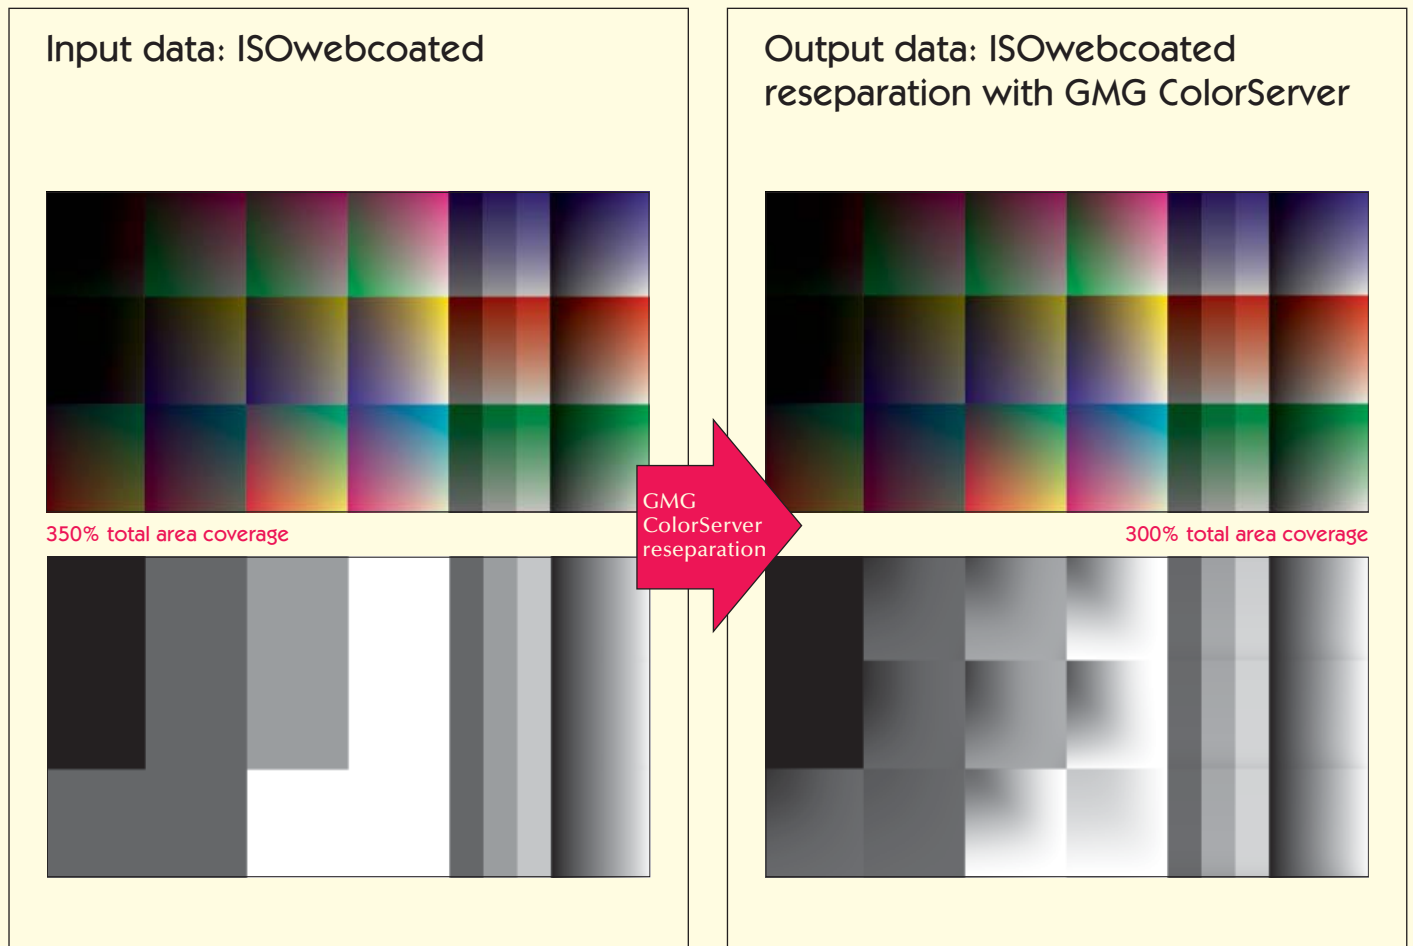 Input data: ISOwebcoated
350% total area coverage
GMG
ColorServer
reseparation
Output data: ISOwebcoated
reseparation with GMG ColorServer
300% total area coverage